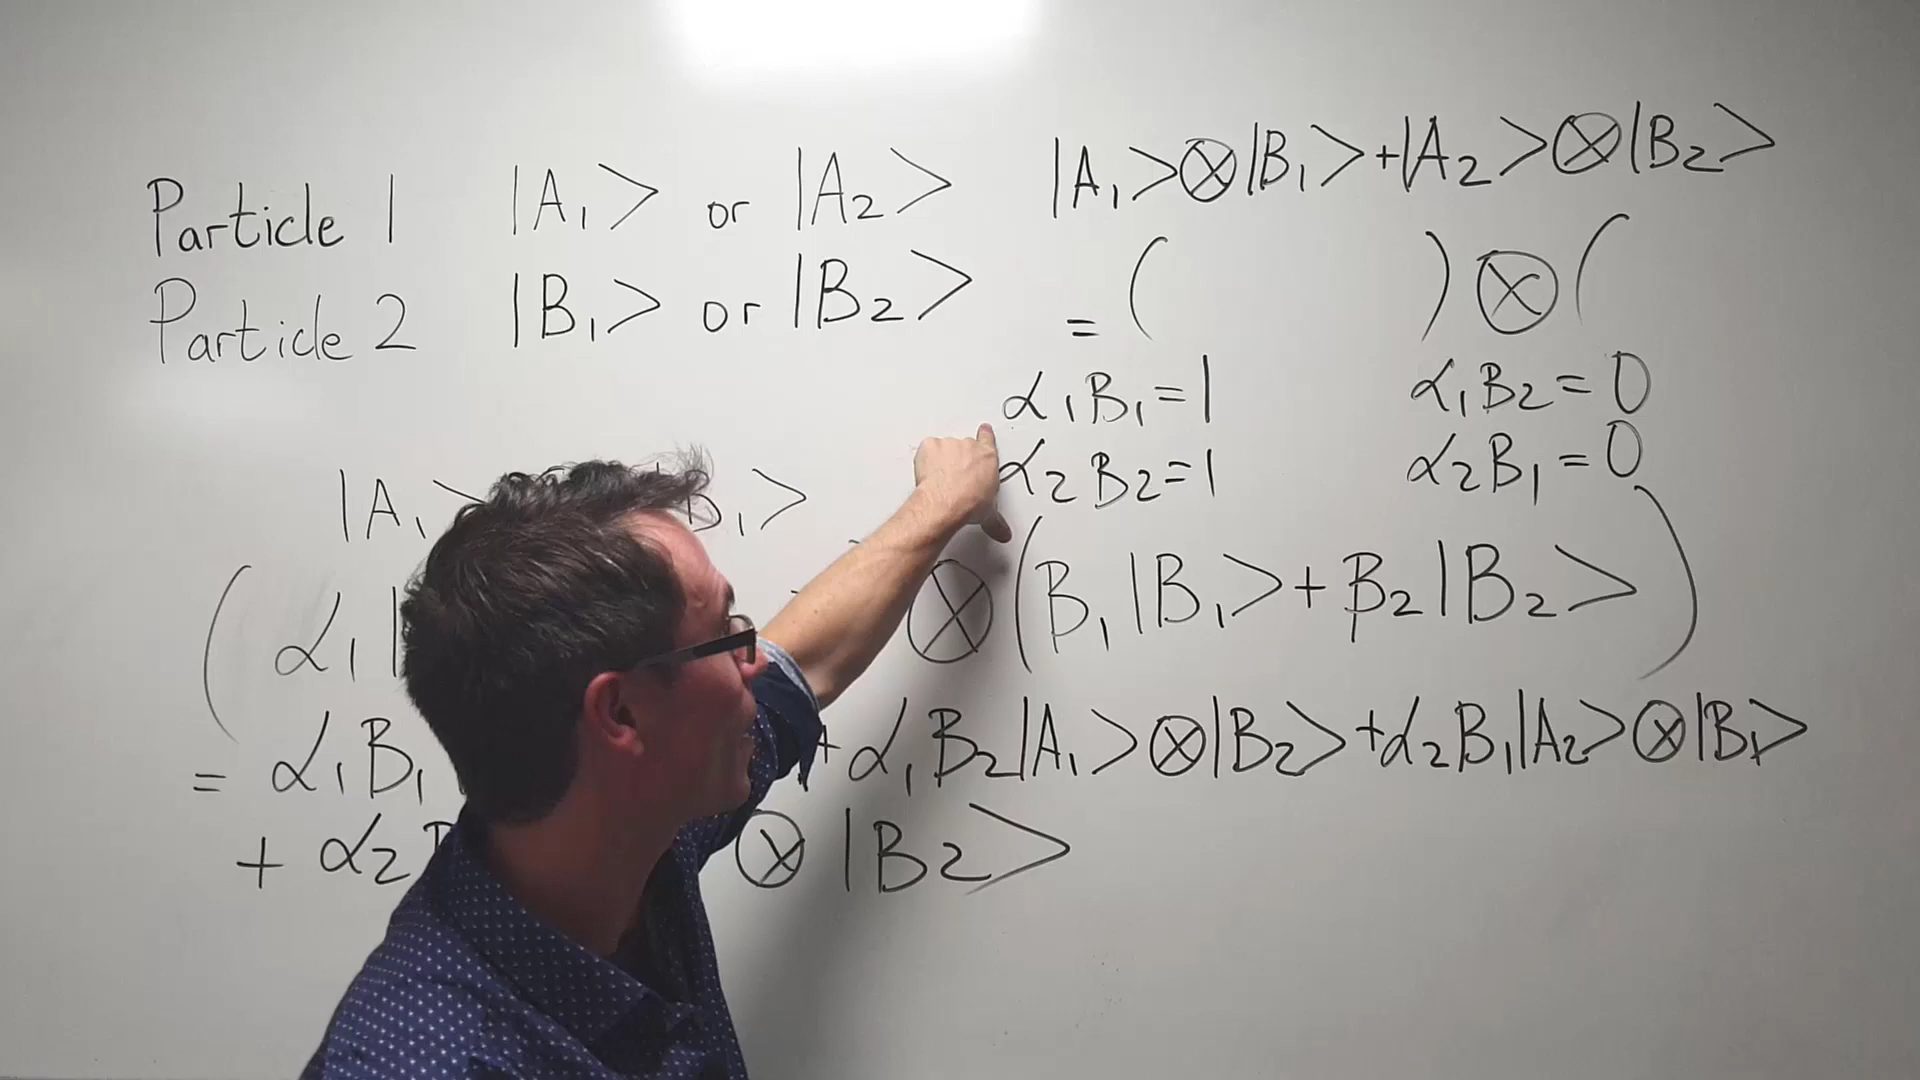 Particle 1 |A₁> or |A₂>
Particle 2 |B₁> or |B₂>
|A₁>⊗|B₁>+|A₂>⊗|B₂>
= ( )⊗(
α₁B₁=1 α₁B₂=0
α₂B₂=1 α₂B₁=0
|A₁> B₁>
(α₁| ⊗(B₁|B₁>+B₂|B₂>)
= α₁B₁ +α₁B₂|A₁>⊗|B₂>+α₂B₁|A₂>⊗|B₁>
+ α₂ ⊗ |B₂>